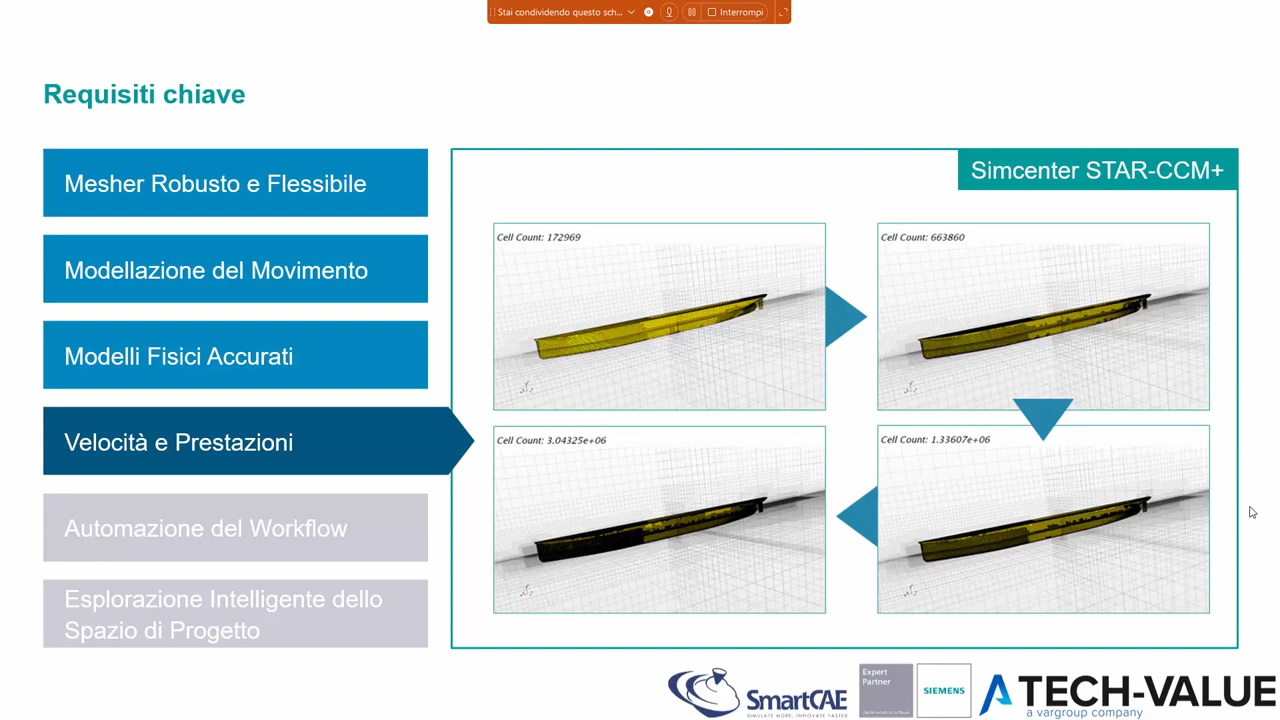 Stai condividendo questo sch...
Interrompi
Requisiti chiave
Mesher Robusto e Flessibile
Modellazione del Movimento
Modelli Fisici Accurati
Velocità e Prestazioni
Automazione del Workflow
Esplorazione Intelligente dello
Spazio di Progetto
Simcenter STAR-CCM+
Cell Count: 172969
Cell Count: 663860
Cell Count: 3.04325e+06
Cell Count: 1.33607e+06
SmartCAE
SIMULATE MORE, INNOVATE FASTER
Expert
Partner
SIEMENS
TECH-VALUE
a vargroup company